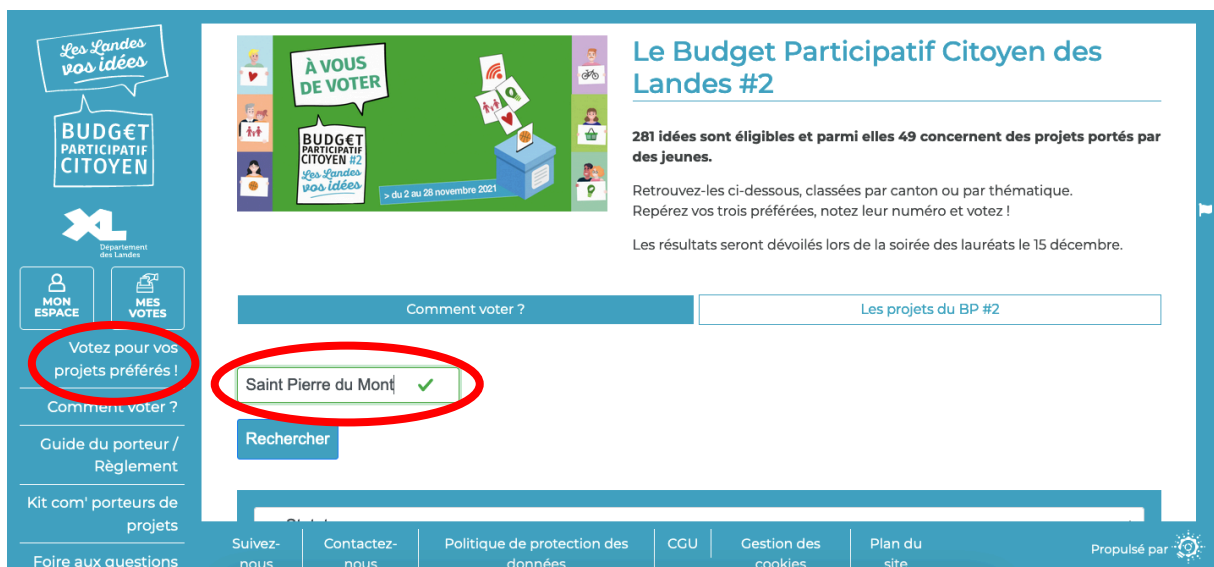 Les Landes
vos idées
BUDG€T
PARTICIPATIF
CITOYEN
XL
Département
des Landes
MON
ESPACE
MES
VOTES
Votez pour vos
projets préférés !
Comment voter ?
Guide du porteur /
Règlement
Kit com' porteurs de
projets
Foire aux questions
À VOUS
DE VOTER
BUDG€T
PARTICIPATIF
CITOYEN #2
Les Landes
vos idées
> du 2 au 28 novembre 2021
Le Budget Participatif Citoyen des
Landes #2
281 idées sont éligibles et parmi elles 49 concernent des projets portés par
des jeunes.
Retrouvez-les ci-dessous, classées par canton ou par thématique.
Repérez vos trois préférées, notez leur numéro et votez !
Les résultats seront dévoilés lors de la soirée des lauréats le 15 décembre.
Comment voter ?
Les projets du BP #2
Saint Pierre du Mont
Rechercher
Suivez-
nous
Contactez-
nous
Politique de protection des
données
CGU
Gestion des
cookies
Plan du
site
Propulsé par